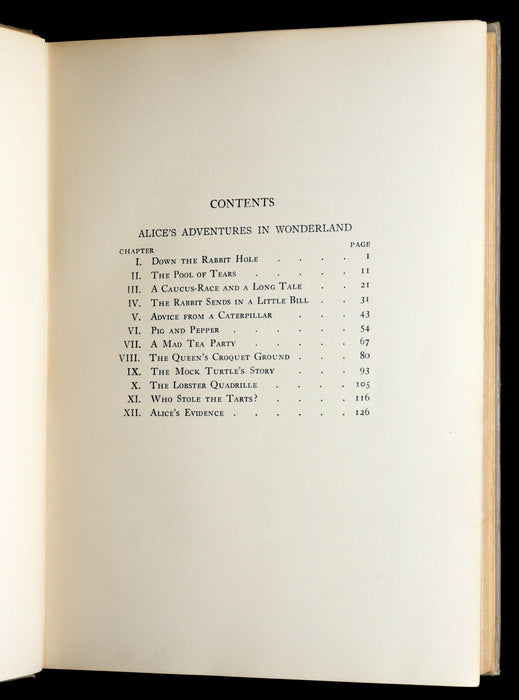 CONTENTS
ALICE'S ADVENTURES IN WONDERLAND
CHAPTER PAGE
I. Down the Rabbit Hole . . . . 1
II. The Pool of Tears . . . . . 11
III. A Caucus-Race and a Long Tale . . 21
IV. The Rabbit Sends in a Little Bill . . 31
V. Advice from a Caterpillar . . . 43
VI. Pig and Pepper . . . . . . 54
VII. A Mad Tea Party . . . . . 67
VIII. The Queen's Croquet Ground . . . 80
IX. The Mock Turtle's Story . . . 93
X. The Lobster Quadrille . . . . 105
XI. Who Stole the Tarts? . . . . 116
XII. Alice's Evidence . . . . . . 126